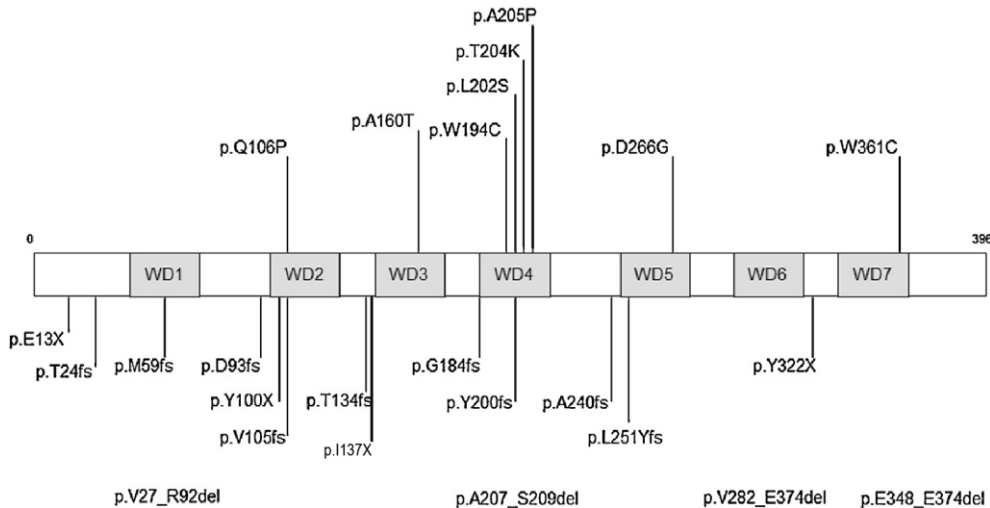 p.A205P
p.T204K
p.L202S
p.A160T
p.W194C
p.Q106P
p.D266G
p.W361C
0
396
WD1
WD2
WD3
WD4
WD5
WD6
WD7
p.E13X
p.T24fs
p.M59fs
p.D93fs
p.G184fs
p.Y322X
p.Y100X
p.T134fs
p.Y200fs
p.A240fs
p.V105fs
p.I137X
p.L251Yfs
p.V27_R92del
p.A207_S209del
p.V282_E374del
p.E348_E374del